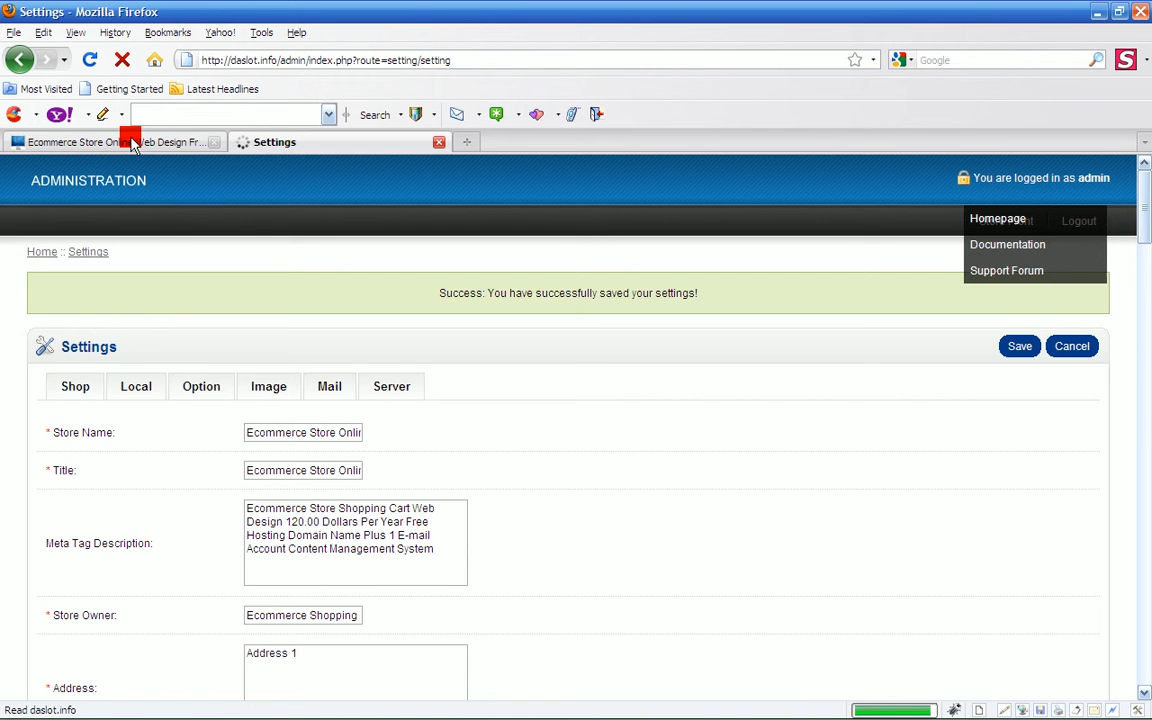 Settings - Mozilla Firefox
File Edit View History Bookmarks Yahoo! Tools Help
http://daslot.info/admin/index.php?route=setting/setting
Google
S
Most Visited Getting Started Latest Headlines
Y! Search
Ecommerce Store Online Web Design Fr... Settings
ADMINISTRATION
You are logged in as admin
Homepage
Logout
Documentation
Support Forum
Home :: Settings
Success: You have successfully saved your settings!
Settings
Save Cancel
Shop Local Option Image Mail Server
* Store Name: Ecommerce Store Onlin
* Title: Ecommerce Store Onlin
Meta Tag Description:
Ecommerce Store Shopping Cart Web
Design 120.00 Dollars Per Year Free
Hosting Domain Name Plus 1 E-mail
Account Content Management System
* Store Owner: Ecommerce Shopping
* Address:
Address 1
Read daslot.info